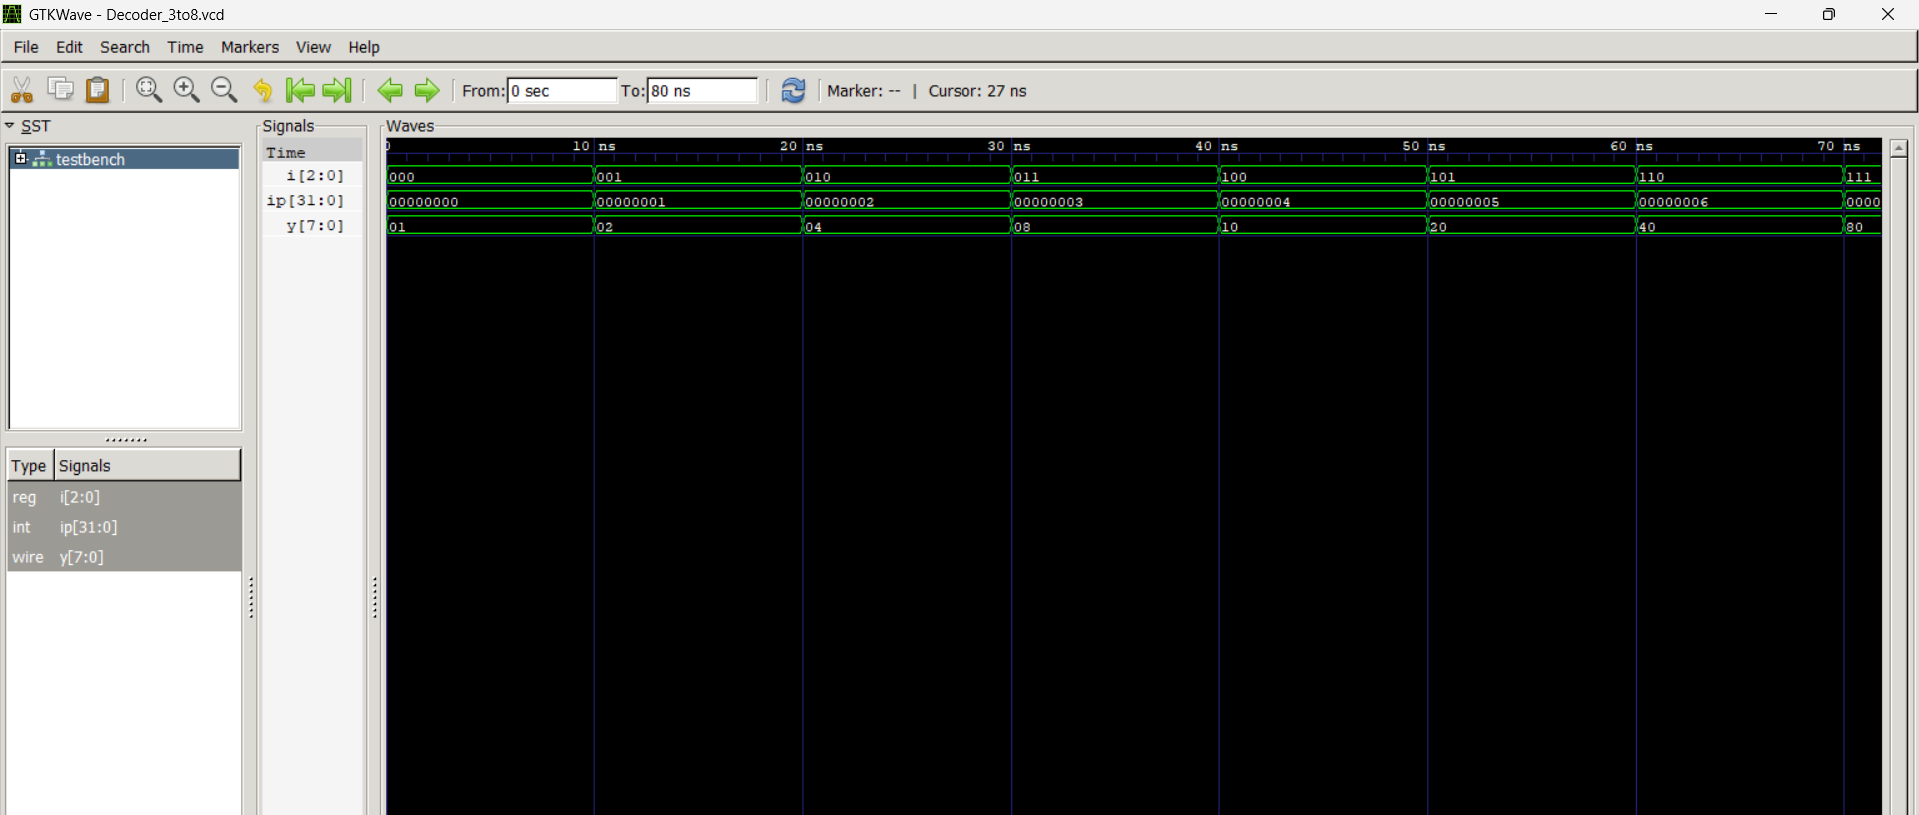 GTKWave - Decoder_3to8.vcd
File Edit Search Time Markers View Help
From: 0 sec To: 80 ns Marker: -- | Cursor: 27 ns
SST
testbench
Type Signals
reg i[2:0]
int ip[31:0]
wire y[7:0]
Signals
Time
i[2:0]
ip[31:0]
y[7:0]
Waves
0 10 ns 20 ns 30 ns 40 ns 50 ns 60 ns 70 ns
000 001 010 011 100 101 110 111
00000000 00000001 00000002 00000003 00000004 00000005 00000006 0000
01 02 04 08 10 20 40 80